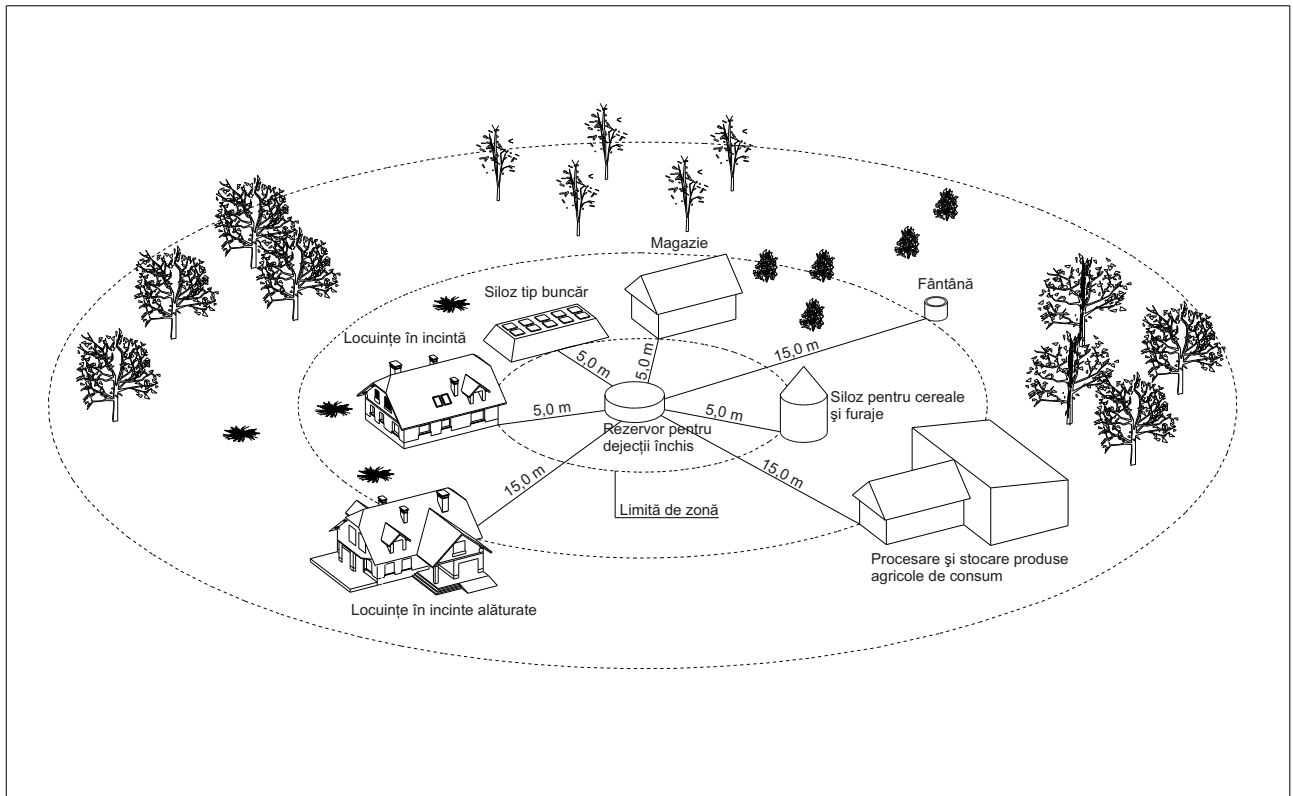 Magazie
Siloz tip buncăr
Fântână
Locuințe în incintă
5,0 m
5,0 m
15,0 m
5,0 m
5,0 m
Siloz pentru cereale
şi furaje
Rezervor pentru
dejecții închis
15,0 m
15,0 m
Limită de zonă
Procesare şi stocare produse
agricole de consum
Locuințe în incinte alăturate